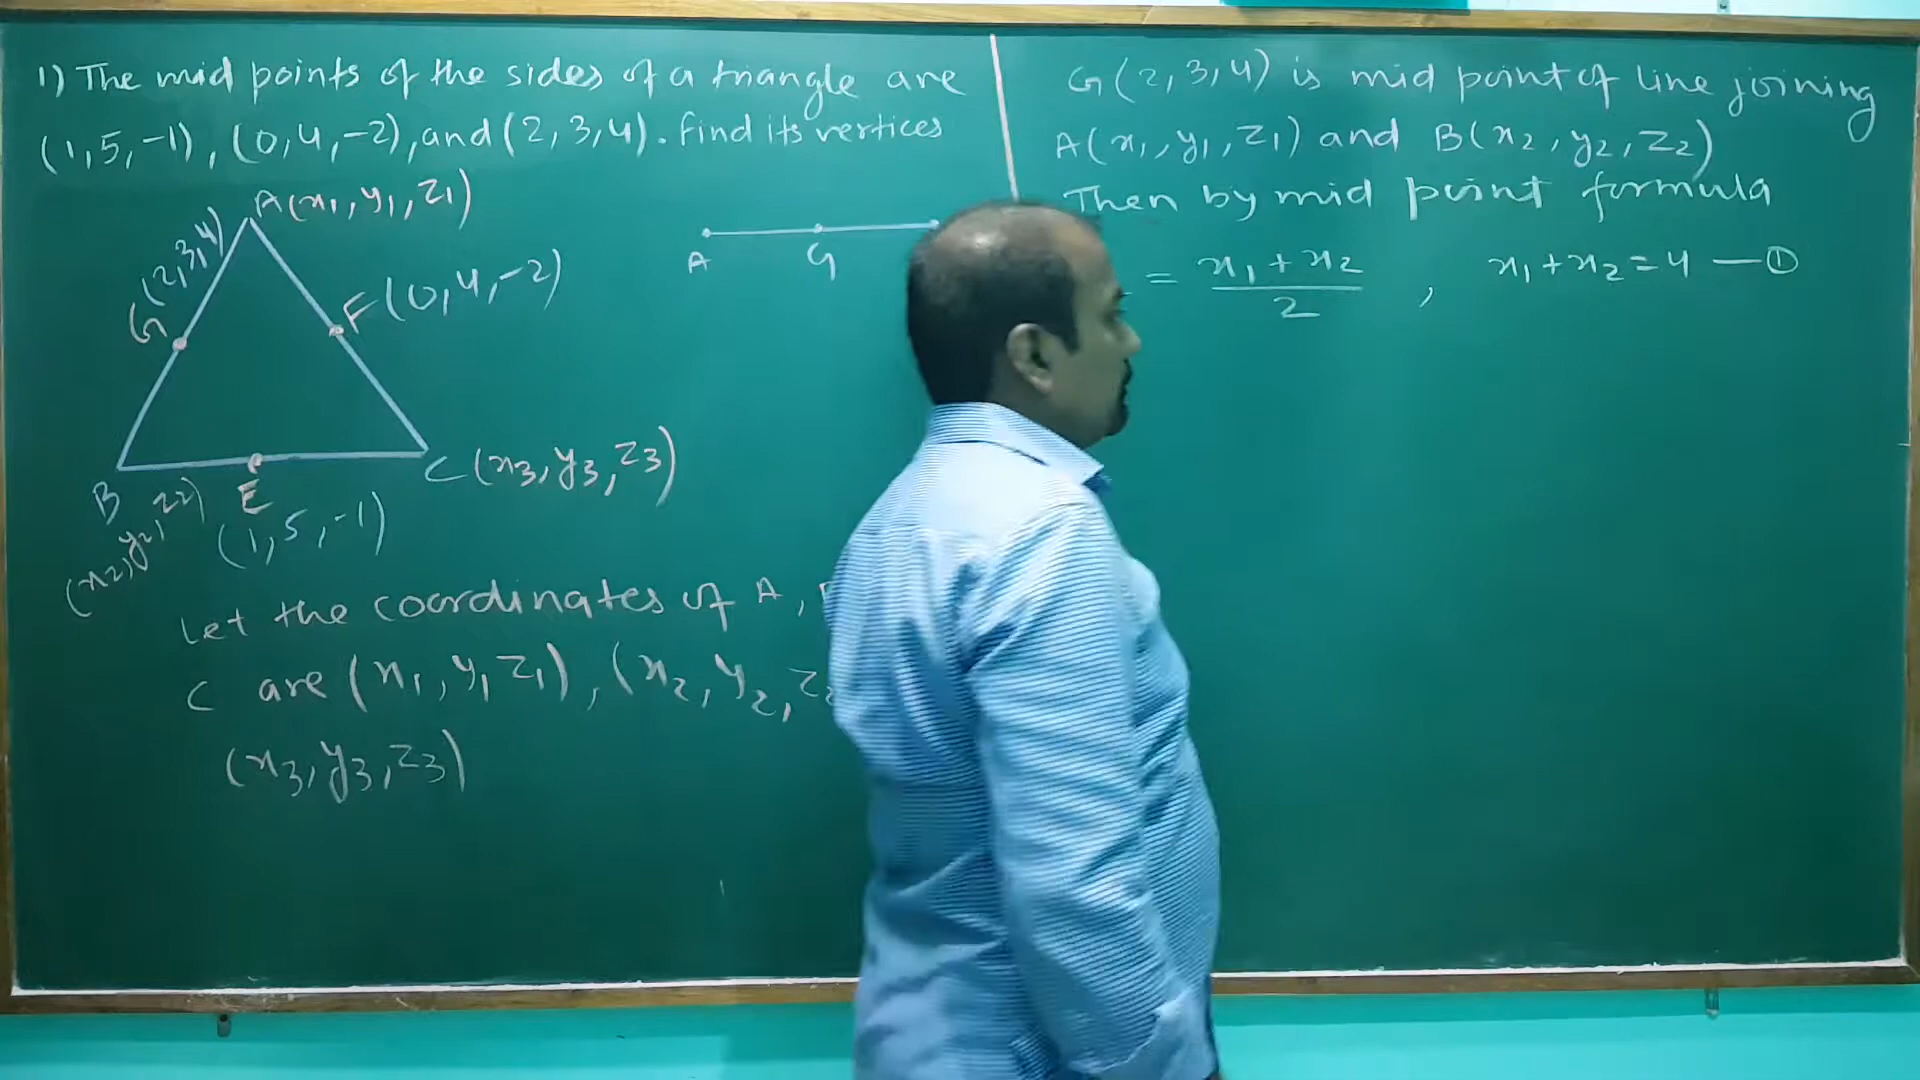 1) The mid points of the sides of a triangle are
(1,5,-1), (0,4,-2), and (2,3,4). Find its vertices
A(x1, y1, z1)
(2,3,4)
G
F(0,4,-2)
B
(x2, y2, z2)
E
(1,5,-1)
C (x3, y3, z3)
A G
Let the coordinates of A,
C are (x1, y1 z1), (x2, y2, z2
(x3, y3, z3)
G(2,3,4) is mid point of line joining
A(x1, y1, z1) and B(x2, y2, z2)
Then by mid point formula
= x1 + x2 / 2 , x1 + x2 = 4 — ①